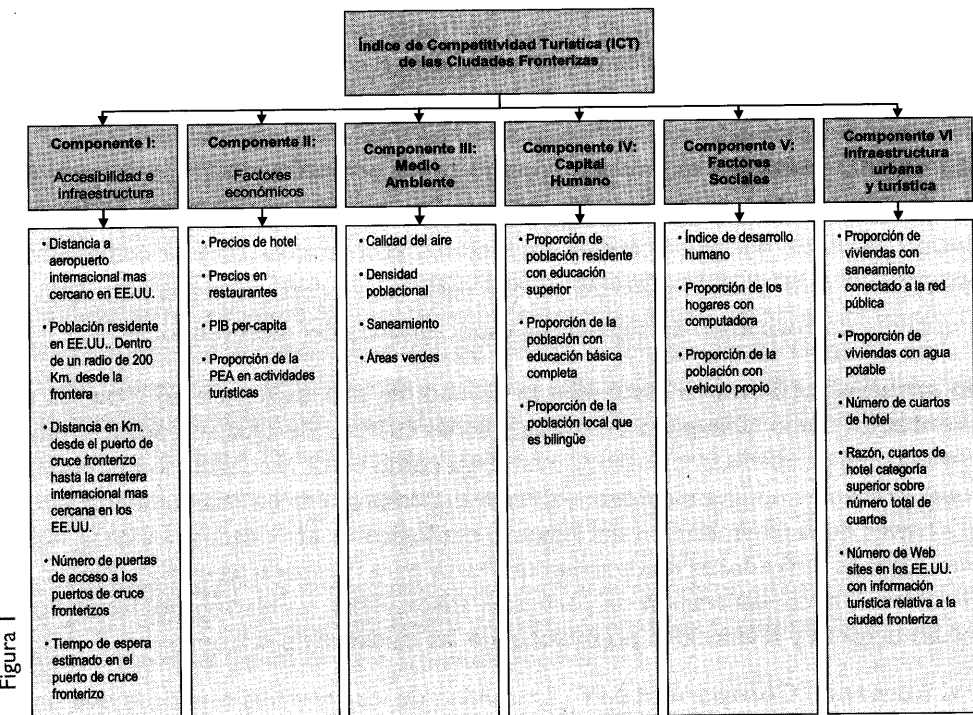 Índice de Competitividad Turística (ICT)
de las Ciudades Fronterizas
Componente I:
Accesibilidad e
infraestructura
Componente II:
Factores
económicos
Componente III:
Medio
Ambiente
Componente IV:
Capital
Humano
Componente V:
Factores
Sociales
Componente VI
Infraestructura
urbana
y turística
• Distancia a
aeropuerto
internacional mas
cercano en EE.UU.
• Población residente
en EE.UU.. Dentro
de un radio de 200
Km. desde la
frontera
• Distancia en Km.
desde el puerto de
cruce fronterizo
hasta la carretera
internacional mas
cercana en los
EE.UU.
• Número de puertas
de acceso a los
puertos de cruce
fronterizos
• Tiempo de espera
estimado en el
puerto de cruce
fronterizo
• Precios de hotel
• Precios en
restaurantes
• PIB per-capita
• Proporción de la
PEA en actividades
turísticas
• Calidad del aire
• Densidad
poblacional
• Saneamiento
• Áreas verdes
• Proporción de
población residente
con educación
superior
• Proporción de la
población con
educación básica
completa
• Proporción de la
población local que
es bilingüe
• Índice de desarrollo
humano
• Proporción de los
hogares con
computadora
• Proporción de la
población con
vehiculo propio
• Proporción de
viviendas con
saneamiento
conectado a la red
pública
• Proporción de
viviendas con agua
potable
• Número de cuartos
de hotel
• Razón, cuartos de
hotel categoría
superior sobre
número total de
cuartos
• Número de Web
sites en los EE.UU.
con información
turística relativa a la
ciudad fronteriza
Figura 1